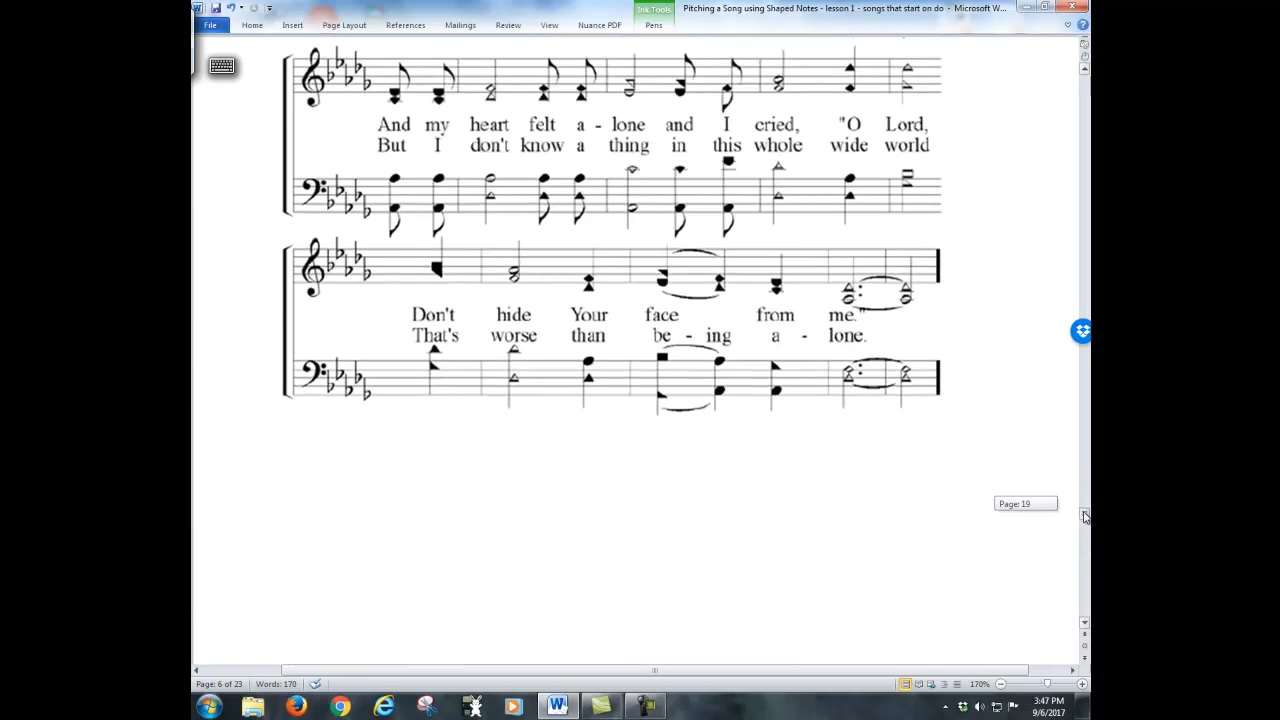 Ink Tools
Pitching a Song using Shaped Notes - lesson 1 - songs that start on do - Microsoft W...
File Home Insert Page Layout References Mailings Review View Nuance PDF Pens
And my heart felt a - lone and I cried, "O Lord,
But I don't know a thing in this whole wide world
Don't hide Your face from me."
That's worse than be - ing a - lone.
Page: 19
Page: 6 of 23 Words: 170 170%
3:47 PM
9/6/2017